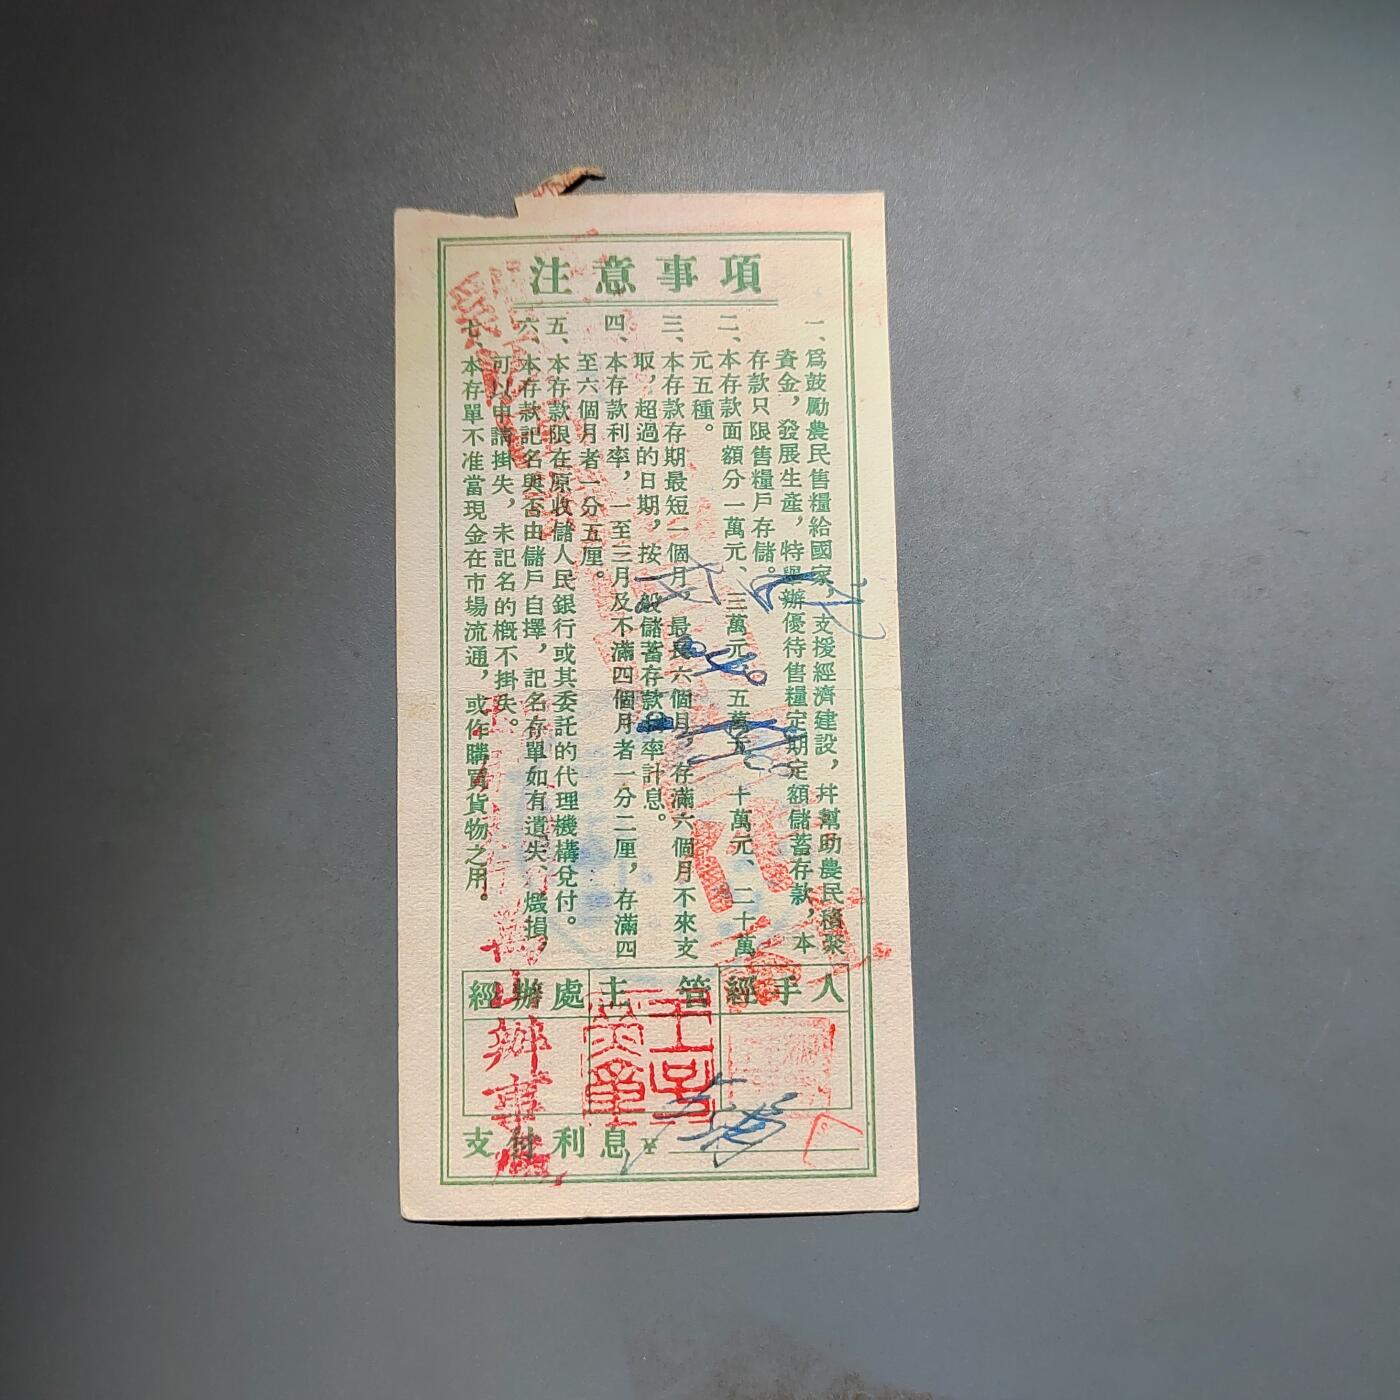 注意事項
一、爲鼓勵農民售糧給國家，支援經濟建設，幷幫助農民積聚
資金，發展生產，特舉辦優待售糧定期定額儲蓄存款，本
存款只限售糧戶存儲。
二、本存款面額分一萬元、三萬元、五萬元、十萬元、二十萬
元五種。
三、本存款存期最短一個月，最長六個月，存滿六個月不來支
取，超過的日期，按一般儲蓄存款利率計息。
四、本存款利率，一至三月及不滿四個月者一分二厘，存滿四
至六個月者一分五厘。
五、本存款限在原收儲人民銀行或其委託的代理機構兌付。
六、本存款記名與否由儲戶自擇，記名存單如有遺失、燬損，
可以申請掛失，未記名的概不掛失。
七、本存單不准當現金在市場流通，或作購買貨物之用。
經辦處 主管 經手人
辦事
支付利息